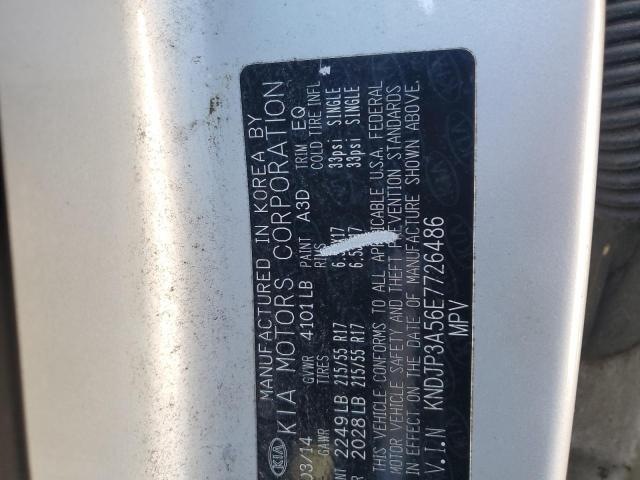 KIA
MANUFACTURED IN KOREA BY
KIA MOTORS CORPORATION
03/14 GVWR 4101LB PAINT A3D TRIM EQ
GAWR TIRES RIMS COLD TIRE INFL
NT 2249LB 215/55 R17 33psi SINGLE
R 2028LB 215/55 R17 33psi SINGLE
THIS VEHICLE CONFORMS TO ALL APPLICABLE U.S.A. FEDERAL
MOTOR VEHICLE SAFETY AND THEFT PREVENTION STANDARDS
IN EFFECT ON THE DATE OF MANUFACTURE SHOWN ABOVE.
V.I.N KNDJP3A56E7726486
MPV